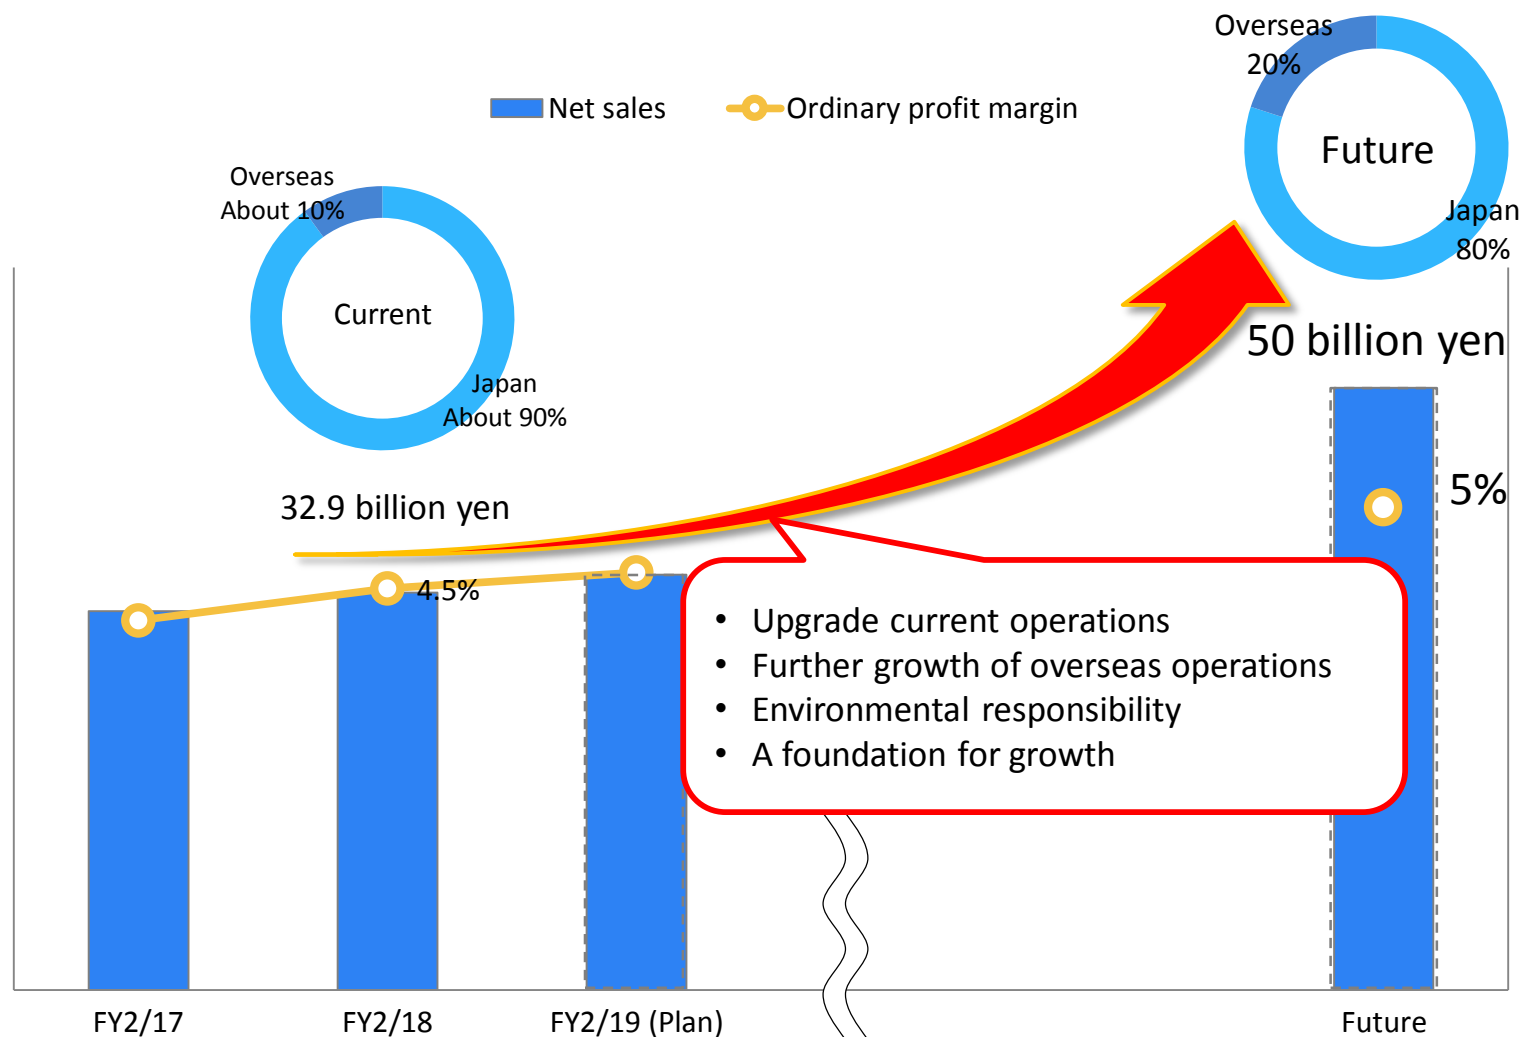 Overseas
20%
Net sales
Ordinary profit margin
Future
Overseas
About 10%
Japan
80%
Current
50 billion yen
Japan
About 90%
32.9 billion yen
5%
4.5%
• Upgrade current operations
• Further growth of overseas operations
• Environmental responsibility
• A foundation for growth
FY2/17
FY2/18
FY2/19 (Plan)
Future